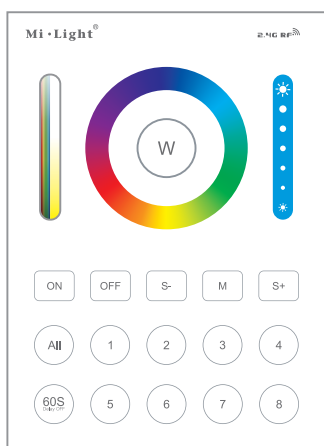 Mi·Light® 2.4G RF
W
ON OFF S- M S+
All 1 2 3 4
60S 5 6 7 8
Delay OFF